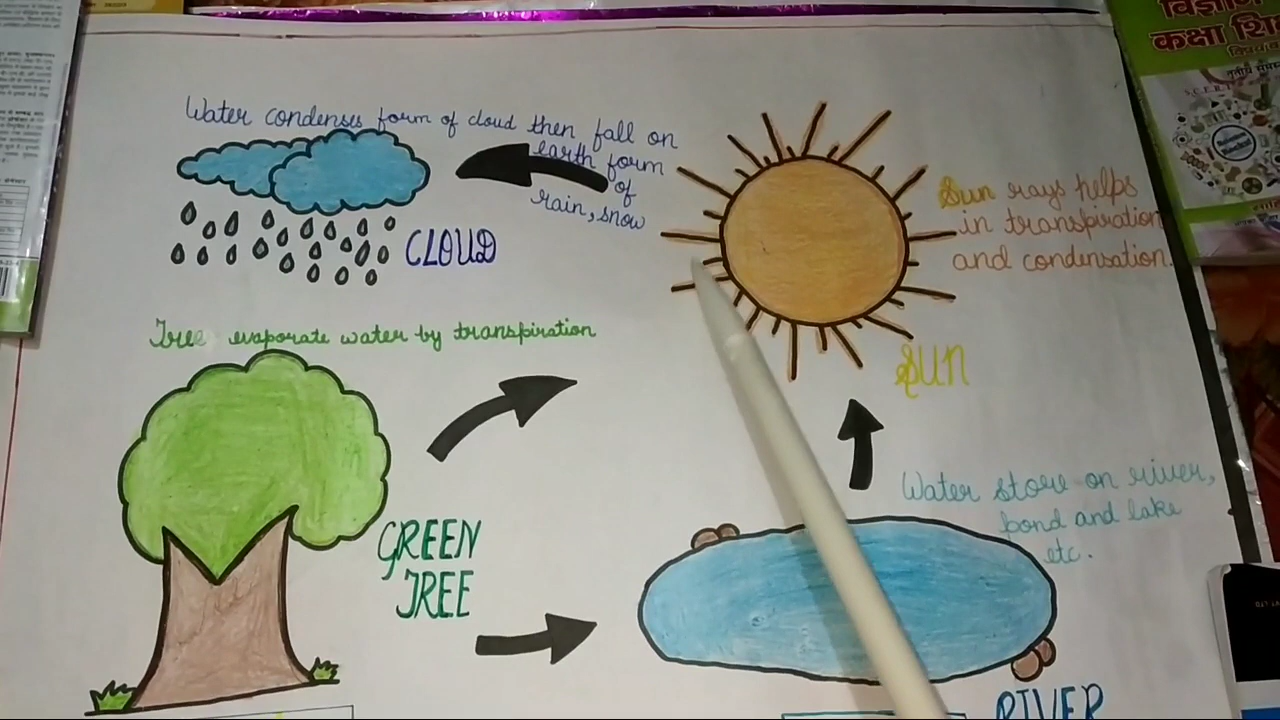 Water condenses form of cloud then fall on
earth form
of
rain, snow
CLOUD
Sun rays helps
in transpiration
and condensation.
SUN
Tree evaporate water by transpiration
GREEN
TREE
Water store on river,
pond and lake
etc.
RIVER
कक्षा शि
S.C.E.R.T